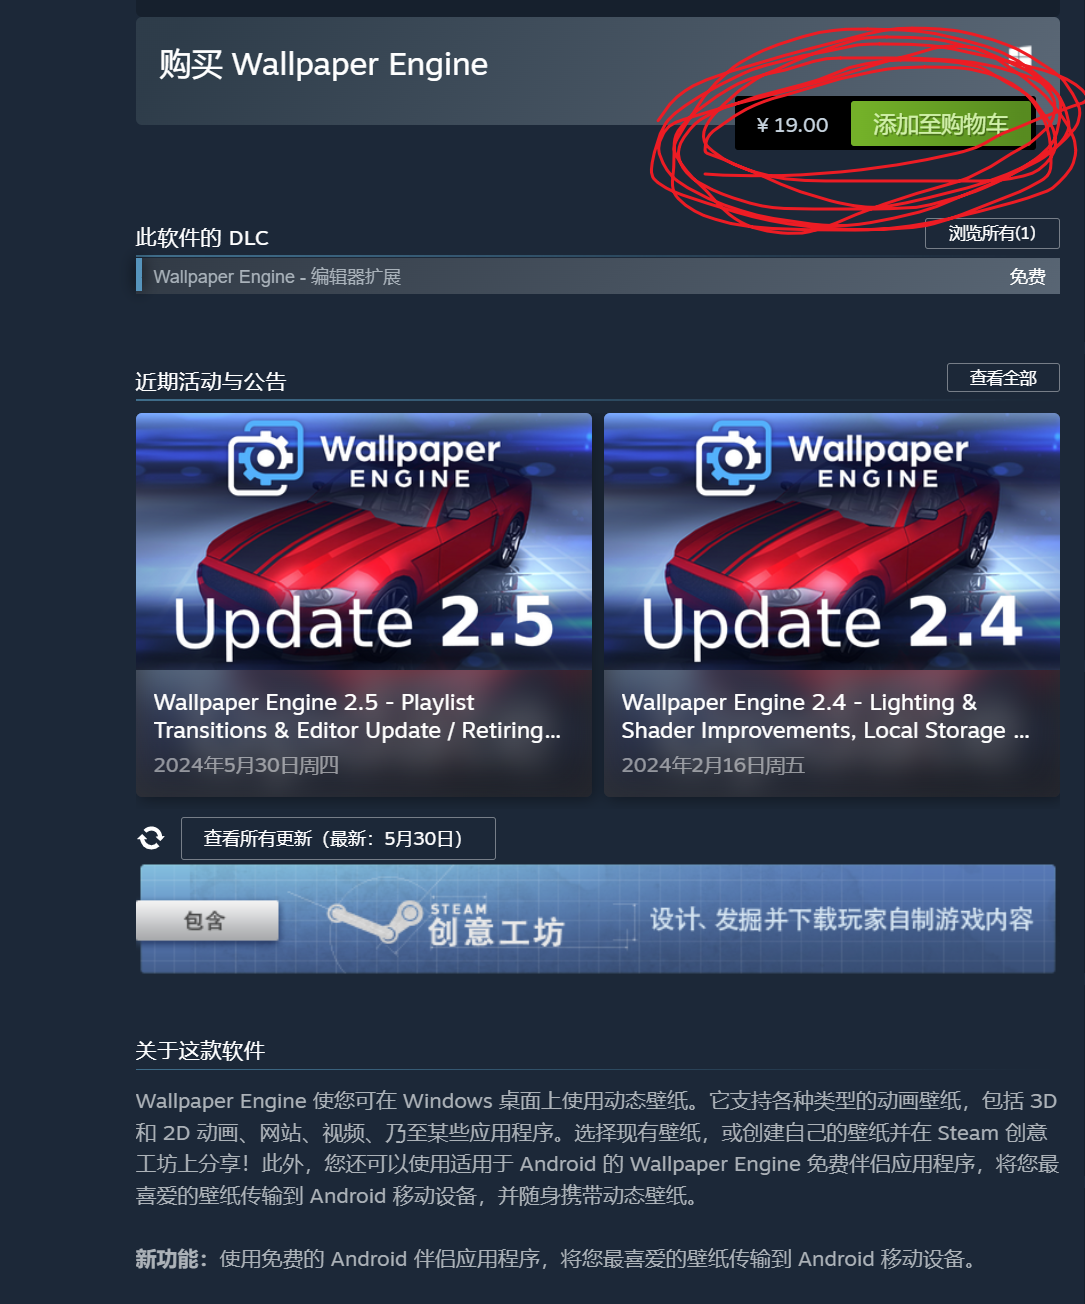 购买 Wallpaper Engine
¥ 19.00 添加至购物车
此软件的 DLC
浏览所有(1)
Wallpaper Engine - 编辑器扩展 免费
近期活动与公告
查看全部
Wallpaper
ENGINE
Update 2.5
Wallpaper Engine 2.5 - Playlist
Transitions & Editor Update / Retiring...
2024年5月30日周四
Wallpaper
ENGINE
Update 2.4
Wallpaper Engine 2.4 - Lighting &
Shader Improvements, Local Storage ...
2024年2月16日周五
查看所有更新（最新：5月30日）
包含
STEAM
创意工坊
设计、发掘并下载玩家自制游戏内容
关于这款软件
Wallpaper Engine 使您可在 Windows 桌面上使用动态壁纸。它支持各种类型的动画壁纸，包括 3D
和 2D 动画、网站、视频、乃至某些应用程序。选择现有壁纸，或创建自己的壁纸并在 Steam 创意
工坊上分享！此外，您还可以使用适用于 Android 的 Wallpaper Engine 免费伴侣应用程序，将您最
喜爱的壁纸传输到 Android 移动设备，并随身携带动态壁纸。
新功能：使用免费的 Android 伴侣应用程序，将您最喜爱的壁纸传输到 Android 移动设备。